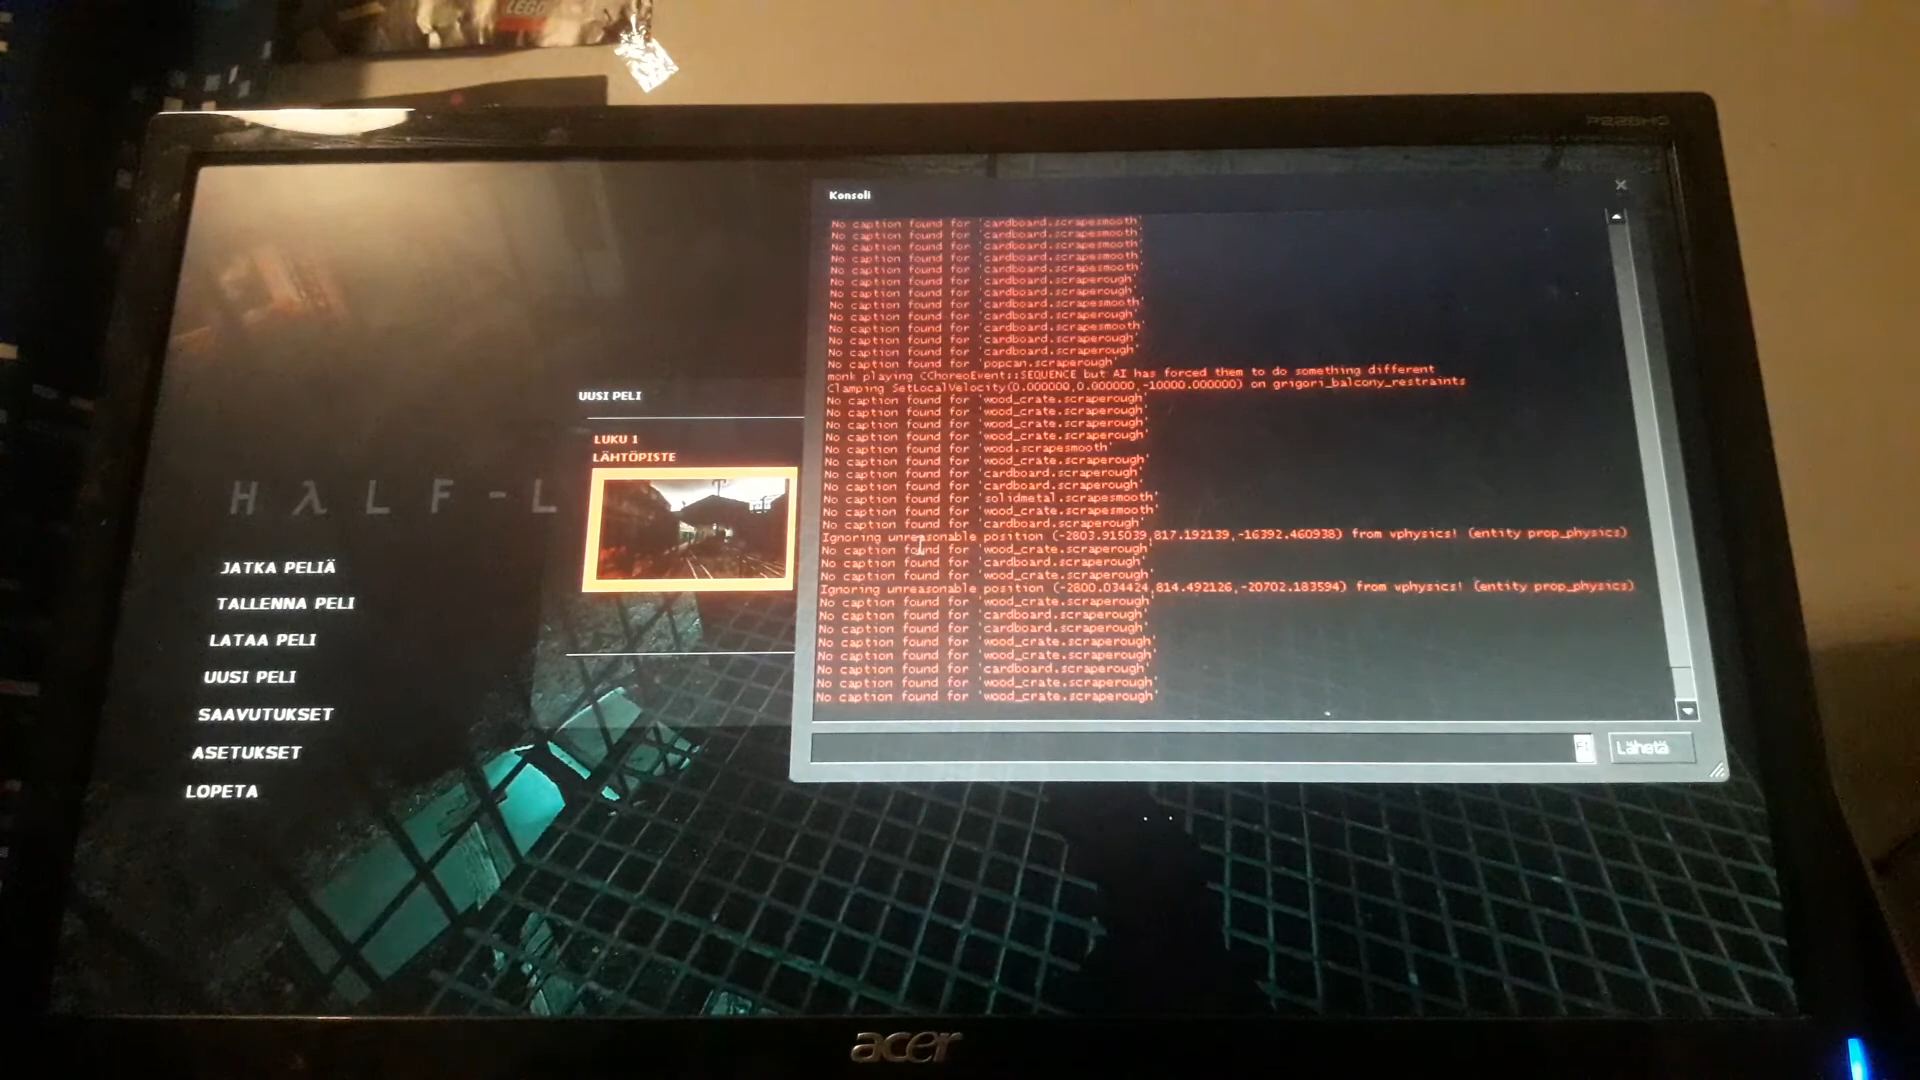 LEGO
P226HQ
Konsoli
No caption found for 'cardboard.scrapesmooth'
No caption found for 'cardboard.scrapesmooth'
No caption found for 'cardboard.scrapesmooth'
No caption found for 'cardboard.scrapesmooth'
No caption found for 'cardboard.scrapesmooth'
No caption found for 'cardboard.scraperough'
No caption found for 'cardboard.scraperough'
No caption found for 'cardboard.scrapesmooth'
No caption found for 'cardboard.scraperough'
No caption found for 'cardboard.scrapesmooth'
No caption found for 'cardboard.scraperough'
No caption found for 'cardboard.scraperough'
No caption found for 'popcan.scraperough'
monk playing CChoreoEvent::SEQUENCE but AI has forced them to do something different
Clamping SetLocalVelocity(0.000000,0.000000,-10000.000000) on grigori_balcony_restraints
No caption found for 'wood_crate.scraperough'
No caption found for 'wood_crate.scraperough'
No caption found for 'wood_crate.scraperough'
No caption found for 'wood_crate.scraperough'
No caption found for 'wood.scrapesmooth'
No caption found for 'wood_crate.scraperough'
No caption found for 'cardboard.scraperough'
No caption found for 'cardboard.scraperough'
No caption found for 'solidmetal.scrapesmooth'
No caption found for 'wood_crate.scrapesmooth'
No caption found for 'cardboard.scraperough'
Ignoring unreasonable position (-2803.915039,817.192139,-16392.460938) from vphysics! (entity prop_physics)
No caption found for 'wood_crate.scraperough'
No caption found for 'cardboard.scraperough'
No caption found for 'wood_crate.scraperough'
Ignoring unreasonable position (-2800.034424,814.492126,-20702.183594) from vphysics! (entity prop_physics)
No caption found for 'wood_crate.scraperough'
No caption found for 'cardboard.scraperough'
No caption found for 'cardboard.scraperough'
No caption found for 'wood_crate.scraperough'
No caption found for 'wood_crate.scraperough'
No caption found for 'cardboard.scraperough'
No caption found for 'wood_crate.scraperough'
No caption found for 'wood_crate.scraperough'
FI
Lähetä
UUSI PELI
LUKU 1
LÄHTÖPISTE
HλLF-L
JATKA PELIÄ
TALLENNA PELI
LATAA PELI
UUSI PELI
SAAVUTUKSET
ASETUKSET
LOPETA
acer